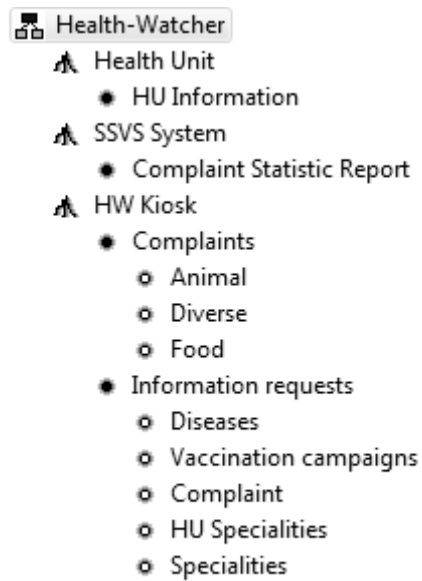 Health-Watcher
Health Unit
HU Information
SSVS System
Complaint Statistic Report
HW Kiosk
Complaints
Animal
Diverse
Food
Information requests
Diseases
Vaccination campaigns
Complaint
HU Specialities
Specialities